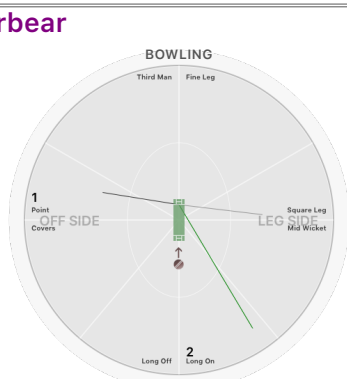 rbear
BOWLING
Third Man Fine Leg
1
Point Square Leg
OFF SIDE LEG SIDE
Covers Mid Wicket
2
Long Off Long On